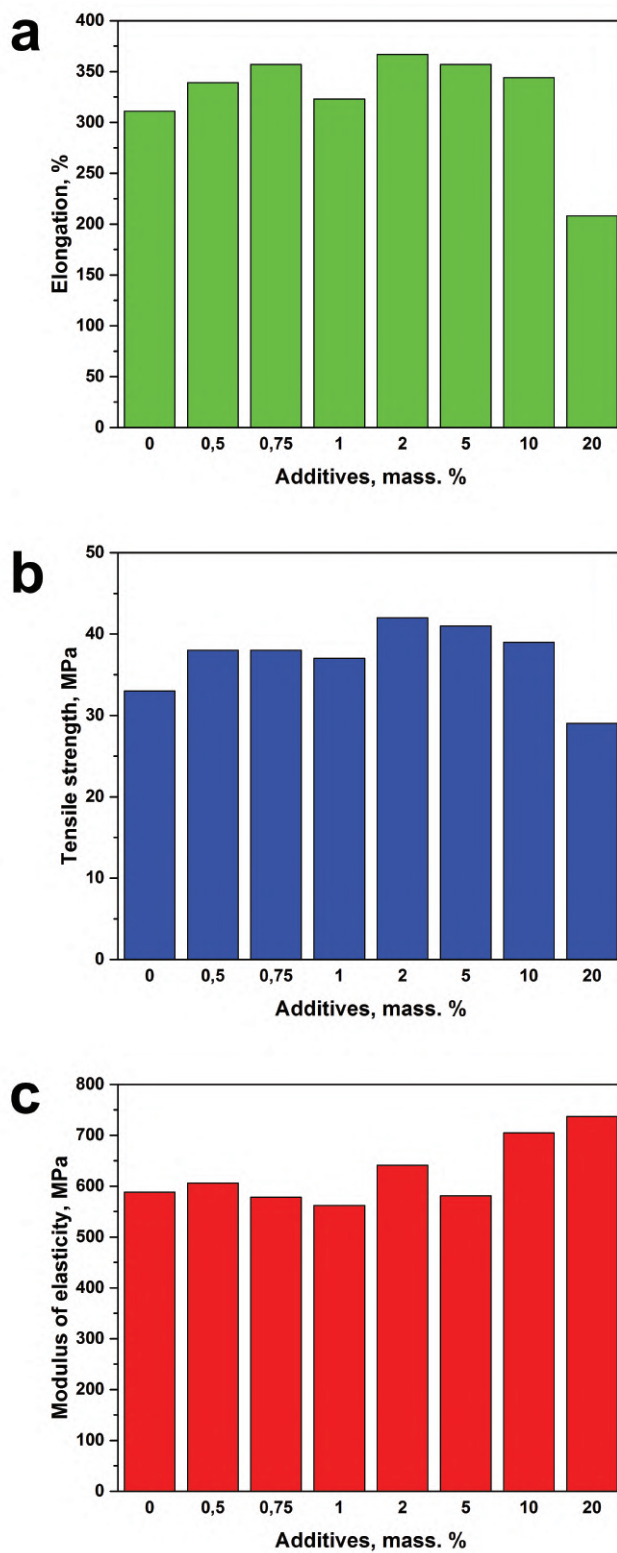 a
400
350
300
250
200
150
100
50
0
Elongation, %
0 0,5 0,75 1 2 5 10 20
Additives, mass. %
b
50
40
30
20
10
0
Tensile strength, MPa
0 0,5 0,75 1 2 5 10 20
Additives, mass. %
c
800
700
600
500
400
300
200
100
0
Modulus of elasticity, MPa
0 0,5 0,75 1 2 5 10 20
Additives, mass. %